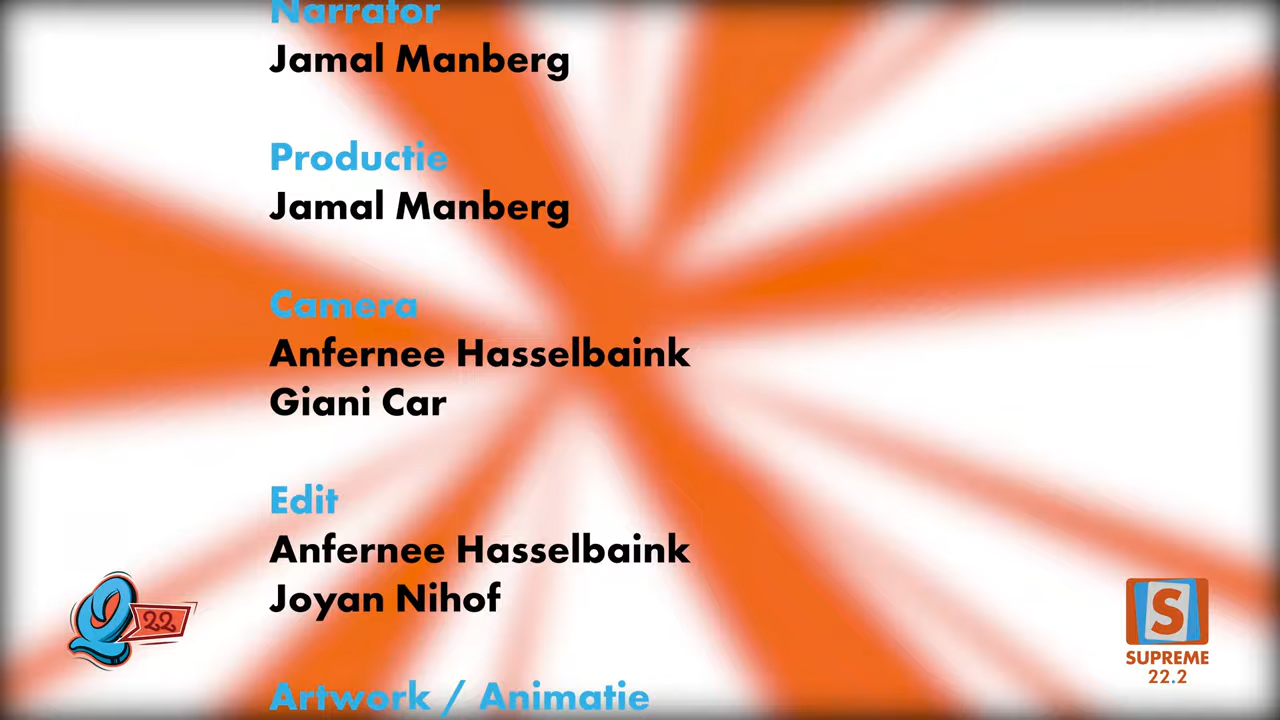 Narrator
Jamal Manberg
Productie
Jamal Manberg
Camera
Anfernee Hasselbaink
Giani Car
Edit
Anfernee Hasselbaink
Joyan Nihof
Artwork / Animatie
Q 22
S
SUPREME
22.2